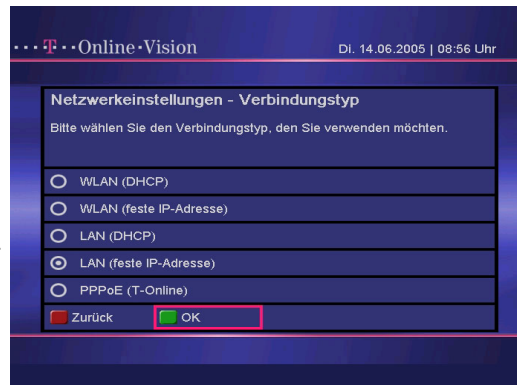 ···T··Online·Vision
Di. 14.06.2005 | 08:56 Uhr
Netzwerkeinstellungen - Verbindungstyp
Bitte wählen Sie den Verbindungstyp, den Sie verwenden möchten.
WLAN (DHCP)
WLAN (feste IP-Adresse)
LAN (DHCP)
LAN (feste IP-Adresse)
PPPoE (T-Online)
Zurück OK